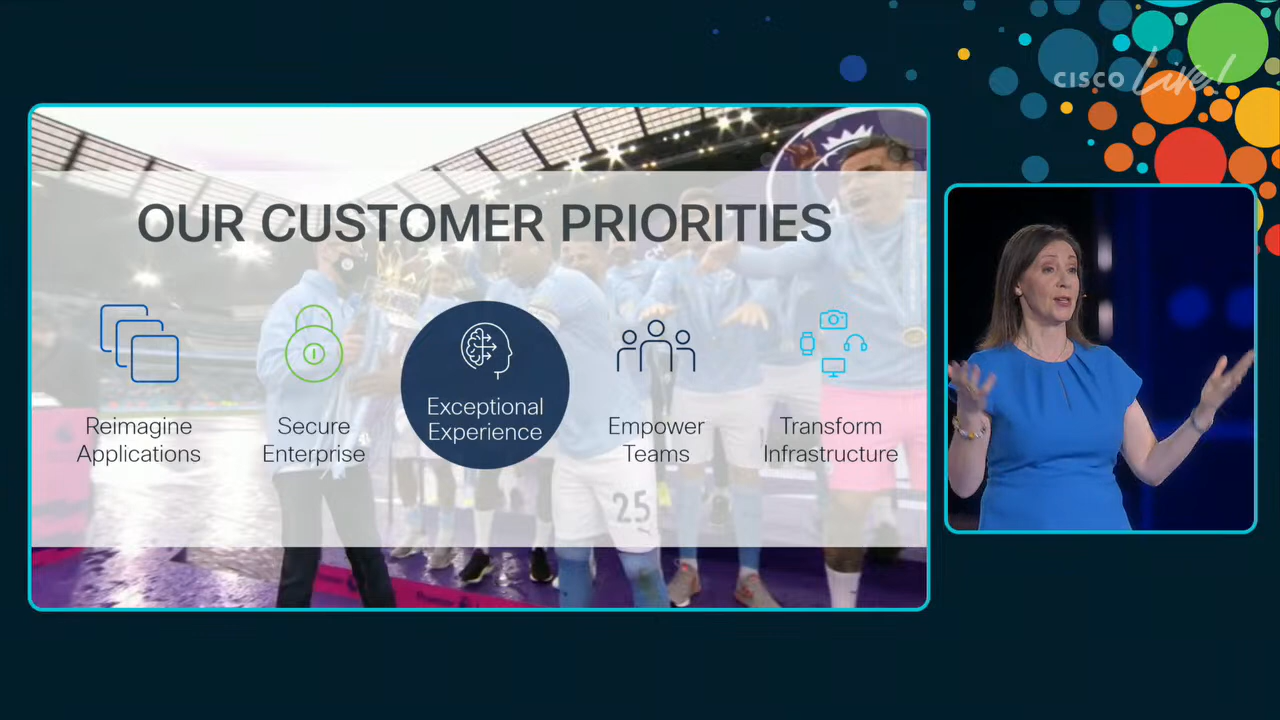 CISCO Live!
OUR CUSTOMER PRIORITIES
Reimagine
Applications
Secure
Enterprise
Exceptional
Experience
Empower
Teams
Transform
Infrastructure
25